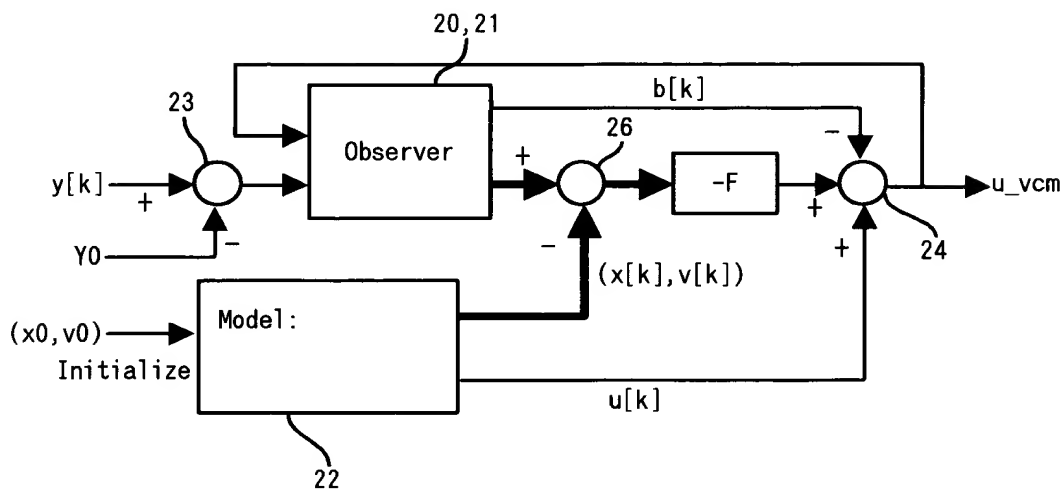 20,21
b[k]
23
Observer
26
-
+
-F
y[k]
+
-
+
u_vcm
Y0
+
24
-
(x[k],v[k])
Model:
(x0,v0)
Initialize
u[k]
22